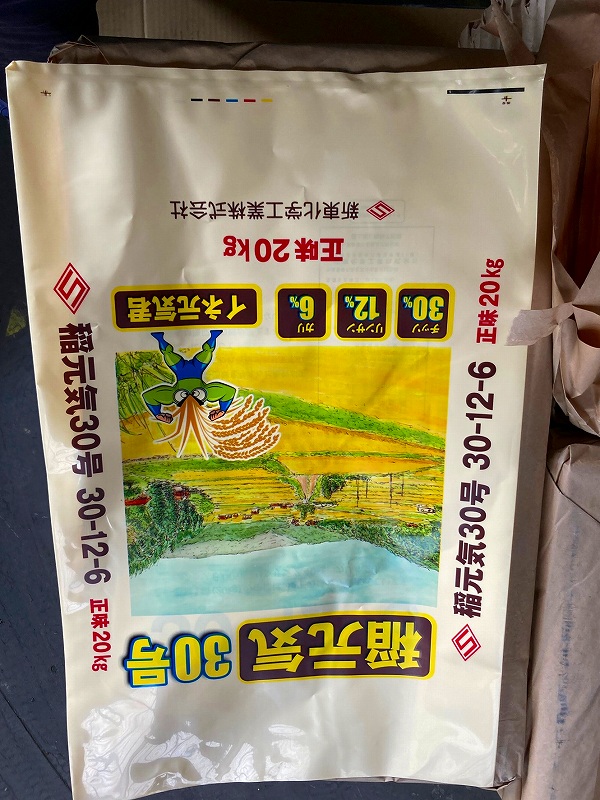 稲元気 30号
稲元気30号 30-12-6 正味20kg
稲元気30号 30-12-6 正味20kg
チッソ 30% リンサン 12% カリ 6%
イネ元気君
正味20kg
新東化学工業株式会社